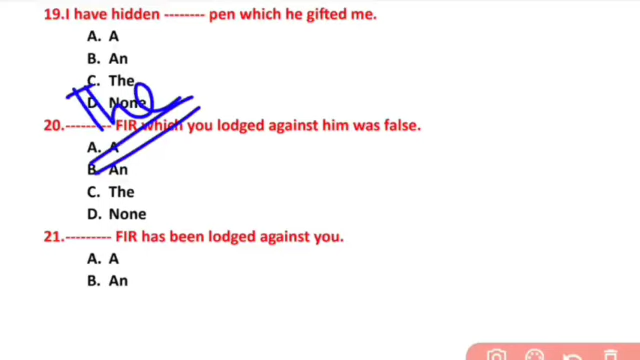 19.I have hidden -------- pen which he gifted me.
A. A
B. An
C. The
D. None
The
20.--------- FIR which you lodged against him was false.
A. A
B. An
C. The
D. None
21.--------- FIR has been lodged against you.
A. A
B. An